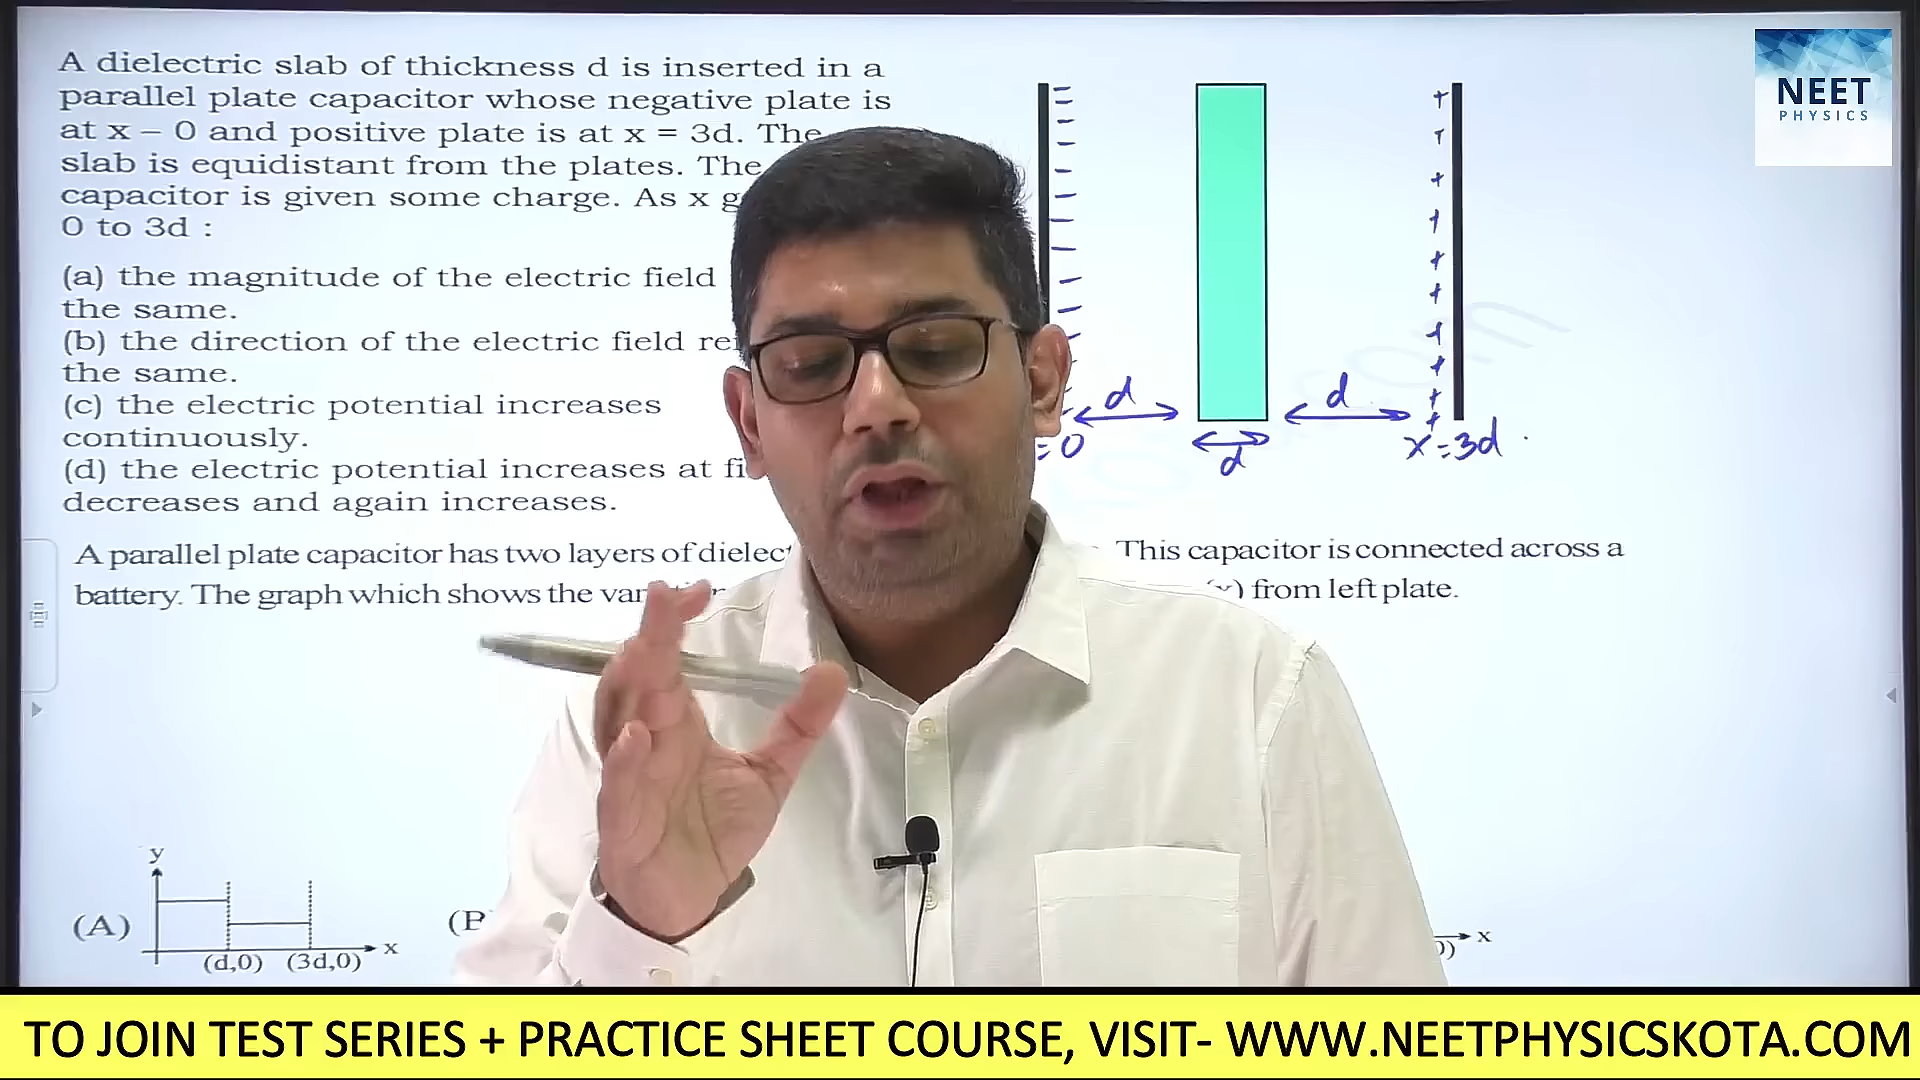 A dielectric slab of thickness d is inserted in a
parallel plate capacitor whose negative plate is
at x – 0 and positive plate is at x = 3d. The
slab is equidistant from the plates. The
capacitor is given some charge. As x g
0 to 3d :
(a) the magnitude of the electric field
the same.
(b) the direction of the electric field re
the same.
(c) the electric potential increases
continuously.
(d) the electric potential increases at fi
decreases and again increases.
d
d
=0
d
x=3d
NEET
PHYSICS
A parallel plate capacitor has two layers of dielec This capacitor is connected across a
battery. The graph which shows the var (x) from left plate.
y
(A)
x
(d,0) (3d,0)
(B
0)
x
TO JOIN TEST SERIES + PRACTICE SHEET COURSE, VISIT- WWW.NEETPHYSICSKOTA.COM